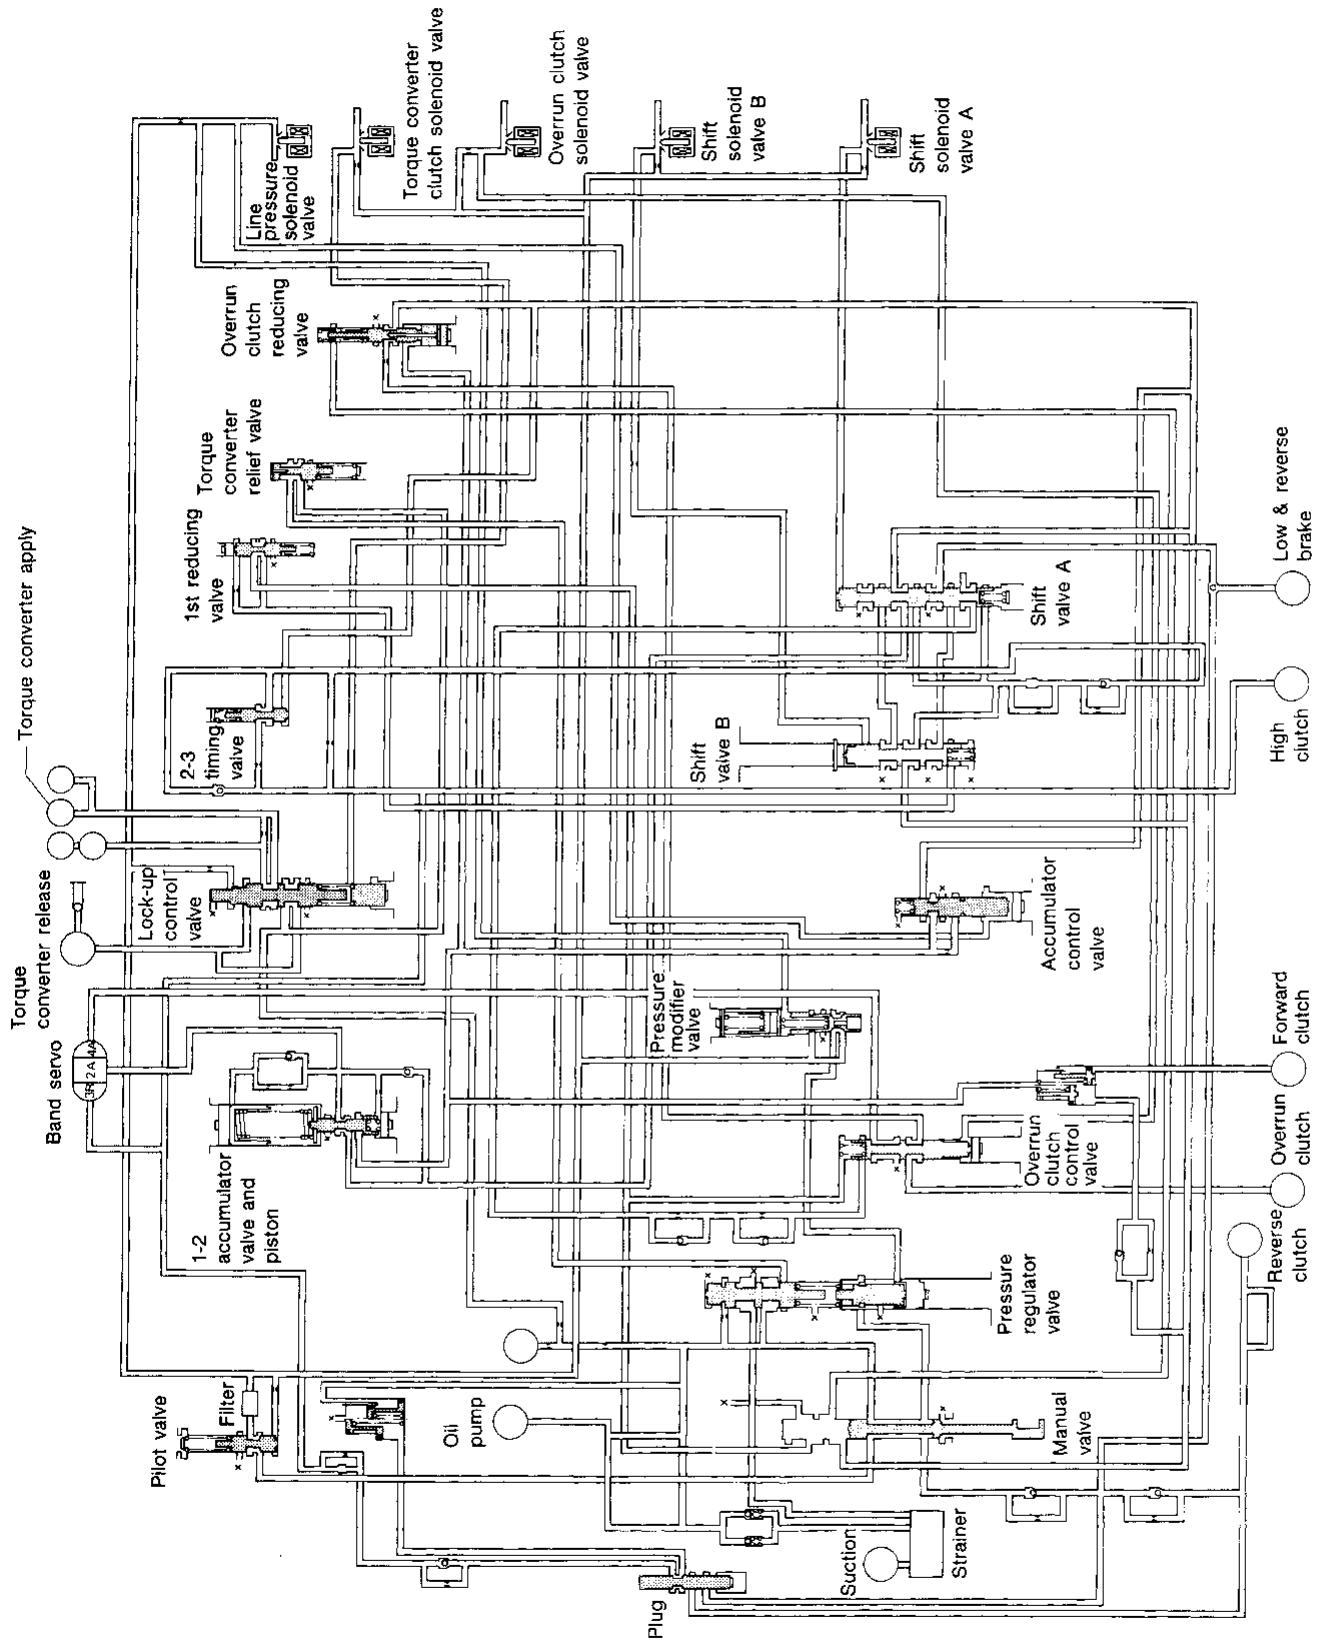 Line
pressure
solenoid
valve
Torque converter
clutch solenoid valve
Overrun clutch
solenoid valve
Shift
solenoid
valve B
Shift
solenoid
valve A
Overrun
clutch
reducing
valve
Torque
converter
relief valve
1st reducing
valve
Torque converter apply
2-3
timing
valve
Shift
valve B
Shift
valve A
Low & reverse
brake
High
clutch
Lock-up
control
valve
Torque
converter release
Accumulator
control
valve
Pressure
modifier
valve
Band servo
3R 2A 4A
1-2
accumulator
valve and
piston
Forward
clutch
Overrun
clutch
Overrun
clutch
control
valve
Reverse
clutch
Pressure
regulator
valve
Pilot valve
Filter
Oil
pump
Manual
valve
Suction
Strainer
Plug